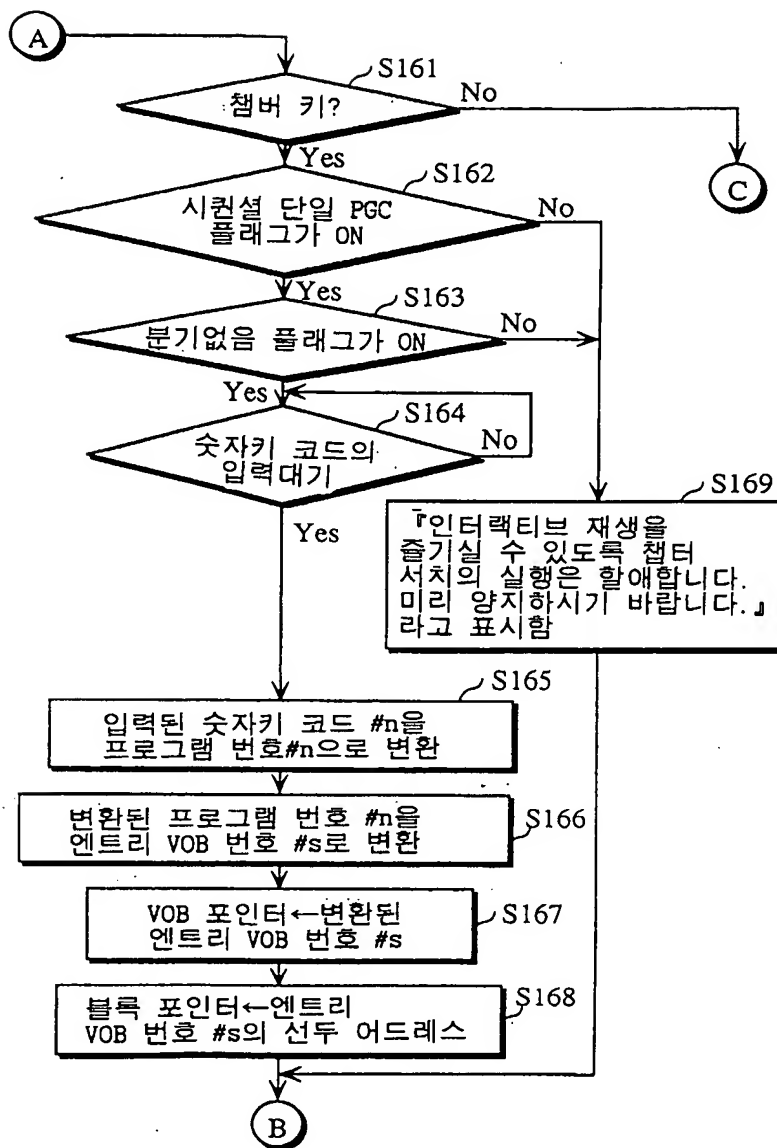 A
S161
챔버 키?
No
Yes
C
S162
시퀀셜 단일 PGC
플래그가 ON
No
Yes
S163
분기없음 풀래그가 ON
No
Yes
S164
숫자키 코드의
입력대기
No
Yes
S169
『인터랙티브 재생을
즐기실 수 있도록 챕터
서치의 실행은 할애합니다.
미리 양지하시기 바랍니다.』
라고 표시함
S165
입력된 숫자키 코드 #n을
프로그램 번호#n으로 변환
변환된 프로그램 번호 #n을
엔트리 VOB 번호 #s로 변환
S166
VOB 포인터←변환된
엔트리 VOB 번호 #s
S167
블록 포인터←엔트리
VOB 번호 #s의 선두 어드레스
S168
B